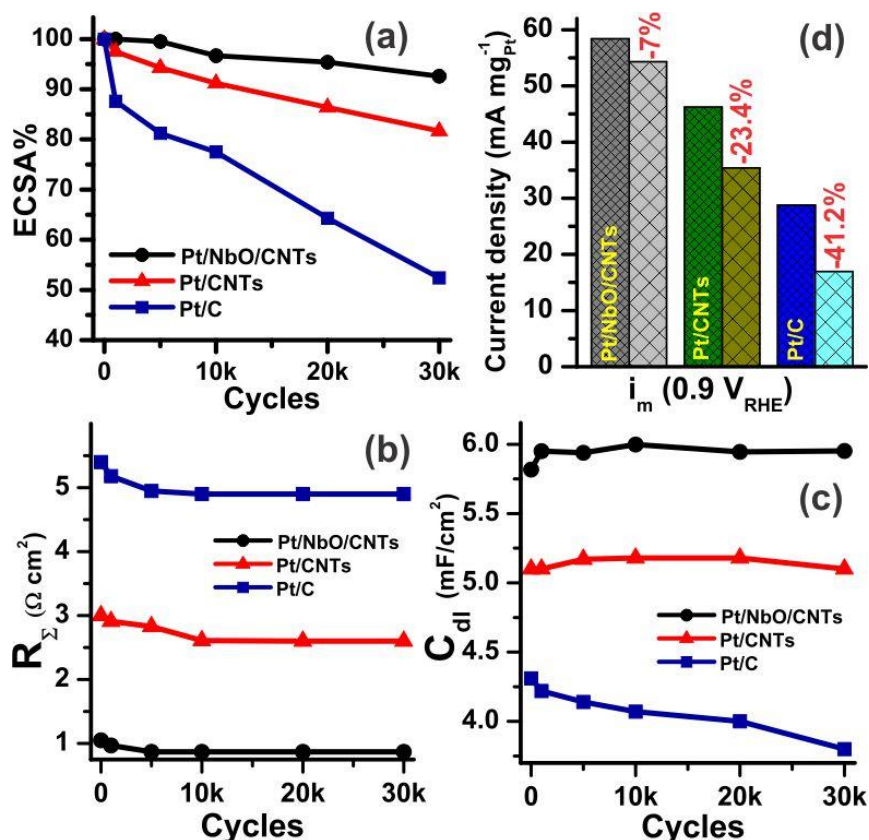 (a)
ECSA%
100
90
80
70
60
50
40
Pt/NbO/CNTs
Pt/CNTs
Pt/C
0 10k 20k 30k
Cycles
(d)
Current density (mA mg⁻¹Pt)
60
50
40
30
20
10
0
-7%
-23.4%
-41.2%
Pt/NbO/CNTs
Pt/CNTs
Pt/C
im (0.9 VRHE)
(b)
RΣ (Ω cm²)
5
4
3
2
1
Pt/NbO/CNTs
Pt/CNTs
Pt/C
0 10k 20k 30k
Cycles
(c)
Cdl (mF/cm²)
6.0
5.5
5.0
4.5
4.0
Pt/NbO/CNTs
Pt/CNTs
Pt/C
0 10k 20k 30k
Cycles